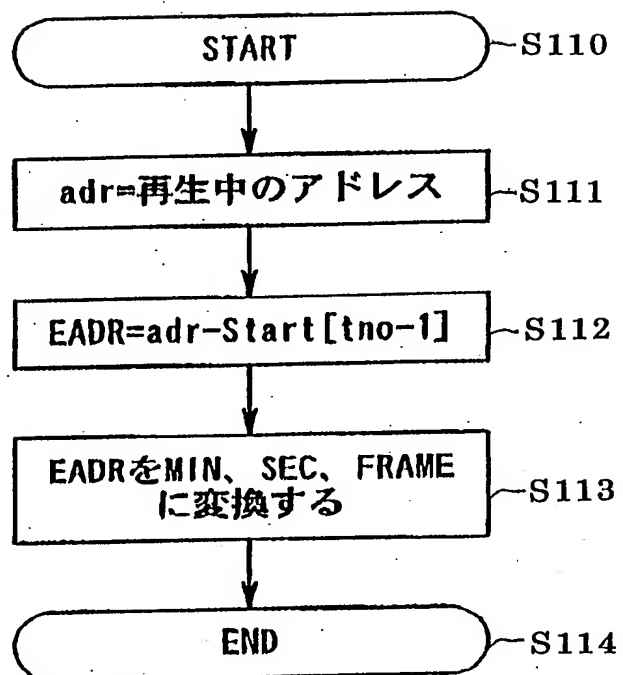 START
S110
adr=再生中のアドレス
S111
EADR=adr-Start[tno-1]
S112
EADRをMIN、SEC、FRAME
に変換する
S113
END
S114